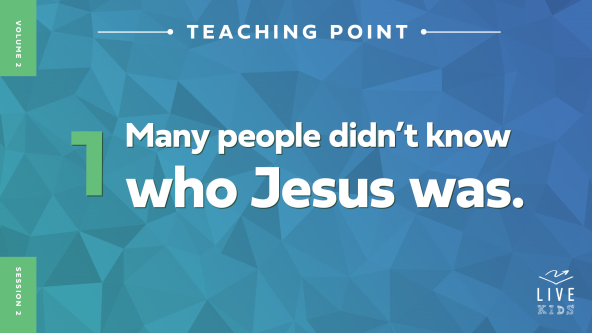 VOLUME 2
TEACHING POINT
1
Many people didn't know
who Jesus was.
SESSION 2
LIVE
KIDS